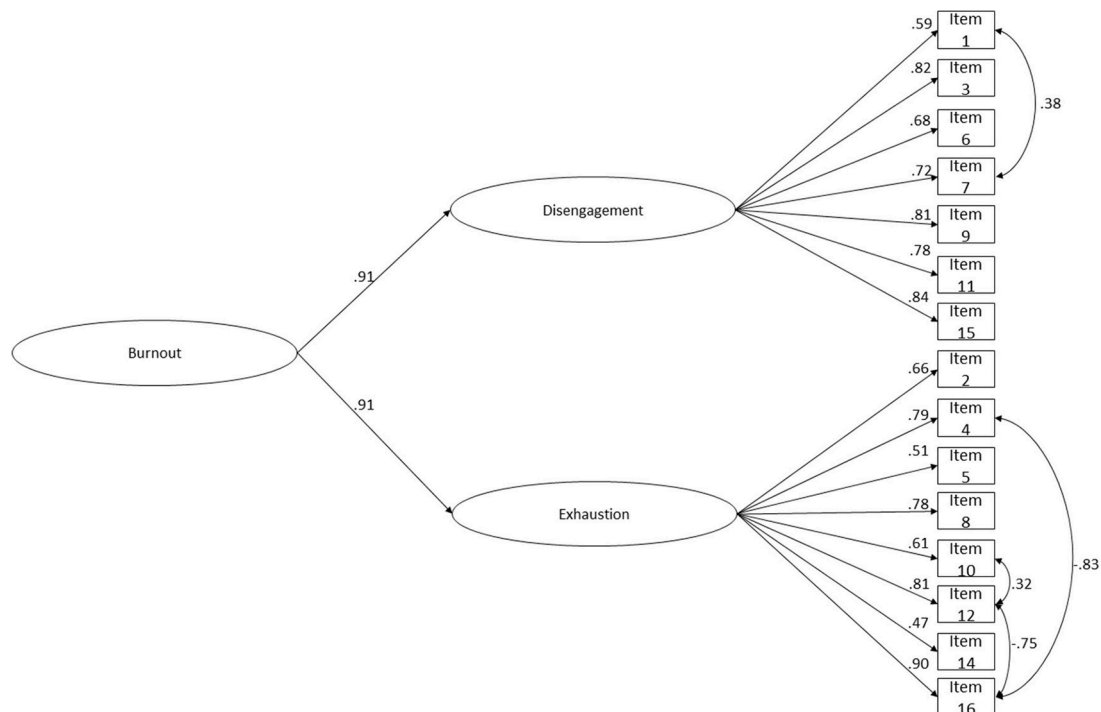 .59
Item
1
.82
Item
3
.38
.68
Item
6
.72
Item
7
Disengagement
.81
Item
9
.78
Item
11
.91
.84
Item
15
Burnout
.66
Item
2
.91
.79
Item
4
.51
Item
5
.78
Item
8
Exhaustion
.61
Item
10
-.83
.81
Item
12
.32
.47
Item
14
-.75
.90
Item
16